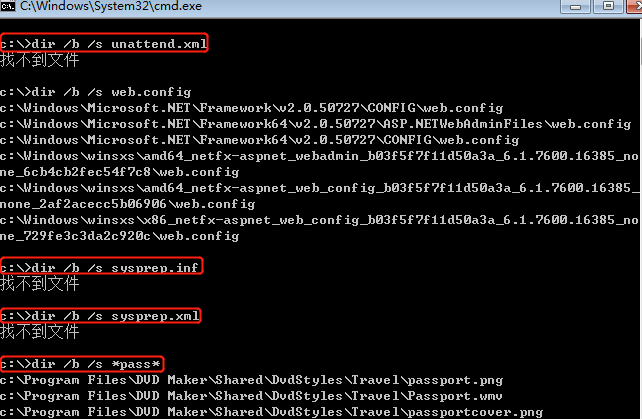 C:\Windows\System32\cmd.exe
c:\>dir /b /s unattend.xml
找不到文件
c:\>dir /b /s web.config
c:\Windows\Microsoft.NET\Framework\v2.0.50727\CONFIG\web.config
c:\Windows\Microsoft.NET\Framework64\v2.0.50727\ASP.NETWebAdminFiles\web.config
c:\Windows\Microsoft.NET\Framework64\v2.0.50727\CONFIG\web.config
c:\Windows\winsxs\amd64_netfx-aspnet_webadmin_b03f5f7f11d50a3a_6.1.7600.16385_no
ne_6cb4cb2fec54f7c8\web.config
c:\Windows\winsxs\amd64_netfx-aspnet_web_config_b03f5f7f11d50a3a_6.1.7600.16385_
none_2af2acecc5b06906\web.config
c:\Windows\winsxs\x86_netfx-aspnet_web_config_b03f5f7f11d50a3a_6.1.7600.16385_no
ne_729fe3c3da2c920c\web.config
c:\>dir /b /s sysprep.inf
找不到文件
c:\>dir /b /s sysprep.xml
找不到文件
c:\>dir /b /s *pass*
c:\Program Files\DVD Maker\Shared\DvdStyles\Travel\passport.png
c:\Program Files\DVD Maker\Shared\DvdStyles\Travel\Passport.wmv
c:\Program Files\DVD Maker\Shared\DvdStyles\Travel\passportcover.png